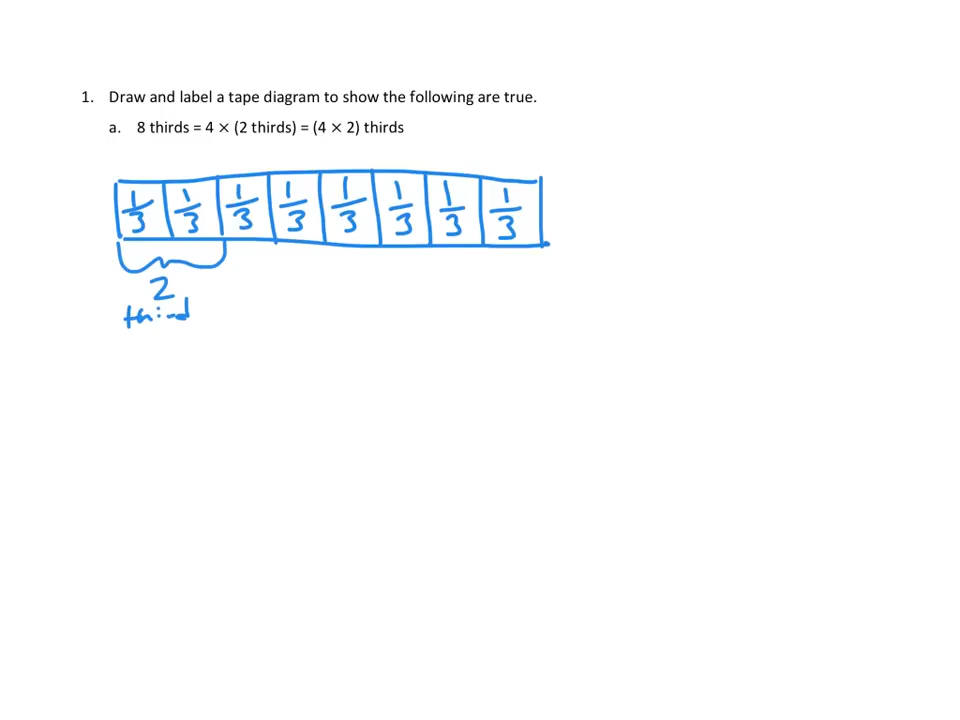 1. Draw and label a tape diagram to show the following are true.
a. 8 thirds = 4 × (2 thirds) = (4 × 2) thirds
1/3 1/3 1/3 1/3 1/3 1/3 1/3 1/3
2
third